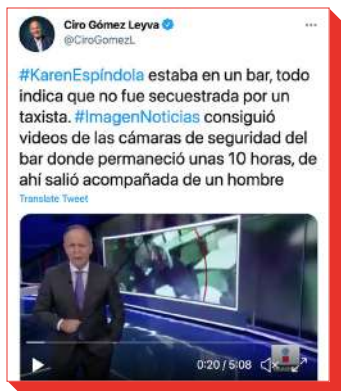 Ciro Gómez Leyva
@CiroGomezL
#KarenEspíndola estaba en un bar, todo
indica que no fue secuestrada por un
taxista. #ImagenNoticias consiguió
videos de las cámaras de seguridad del
bar donde permaneció unas 10 horas, de
ahí salió acompañada de un hombre
Translate Tweet
0:20 / 5:08